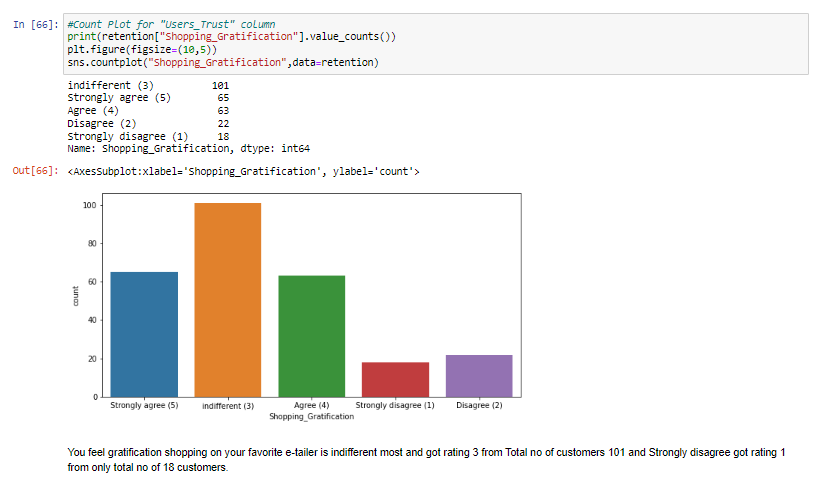 In [66]: #Count Plot for "Users_Trust" column
print(retention["Shopping_Gratification"].value_counts())
plt.figure(figsize=(10,5))
sns.countplot("Shopping_Gratification",data=retention)
indifferent (3) 101
Strongly agree (5) 65
Agree (4) 63
Disagree (2) 22
Strongly disagree (1) 18
Name: Shopping_Gratification, dtype: int64
Out[66]: <AxesSubplot:xlabel='Shopping_Gratification', ylabel='count'>
100
80
60
40
20
0
count
Strongly agree (5) indifferent (3) Agree (4) Strongly disagree (1) Disagree (2)
Shopping_Gratification
You feel gratification shopping on your favorite e-tailer is indifferent most and got rating 3 from Total no of customers 101 and Strongly disagree got rating 1
from only total no of 18 customers.